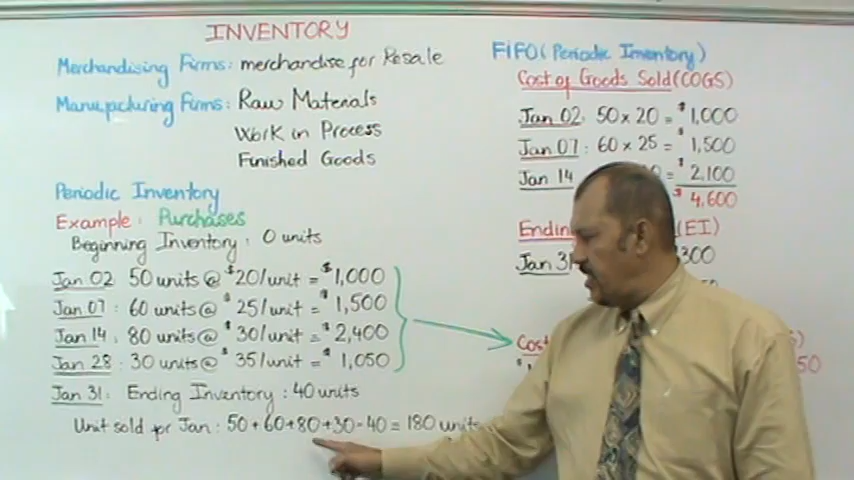 INVENTORY
Merchandising Firms: merchandise for Resale
Manufacturing Firms: Raw Materials
Work in Process
Finished Goods
Periodic Inventory
Example: Purchases
Beginning Inventory: 0 units
Jan 02 50 units @ $20/unit = $1,000
Jan 07: 60 units @ $25/unit = $1,500
Jan 14: 80 units @ $30/unit = $2,400
Jan 28: 30 units @ $35/unit = $1,050
Jan 31: Ending Inventory: 40 units
Unit sold for Jan: 50+60+80+30-40 = 180 units
FIFO (Periodic Inventory)
Cost of Goods Sold (COGS)
Jan 02: 50 x 20 = $1,000
Jan 07: 60 x 25 = $1,500
Jan 14 = $2,100
$4,600
(EI)
Jan 31 300
Cost